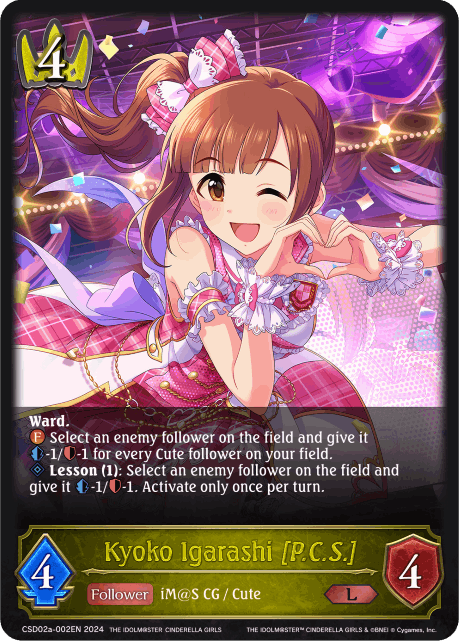 4
Ward.
F Select an enemy follower on the field and give it
-1/-1 for every Cute follower on your field.
Lesson (1): Select an enemy follower on the field and
give it -1/-1. Activate only once per turn.
Kyoko Igarashi [P.C.S.]
4
Follower iM@S CG / Cute
L
4
CSD02a-002EN 2024 THE IDOLM@STER CINDERELLA GIRLS THE IDOLM@STER™ CINDERELLA GIRLS & ©BNEI © Cygames, Inc.